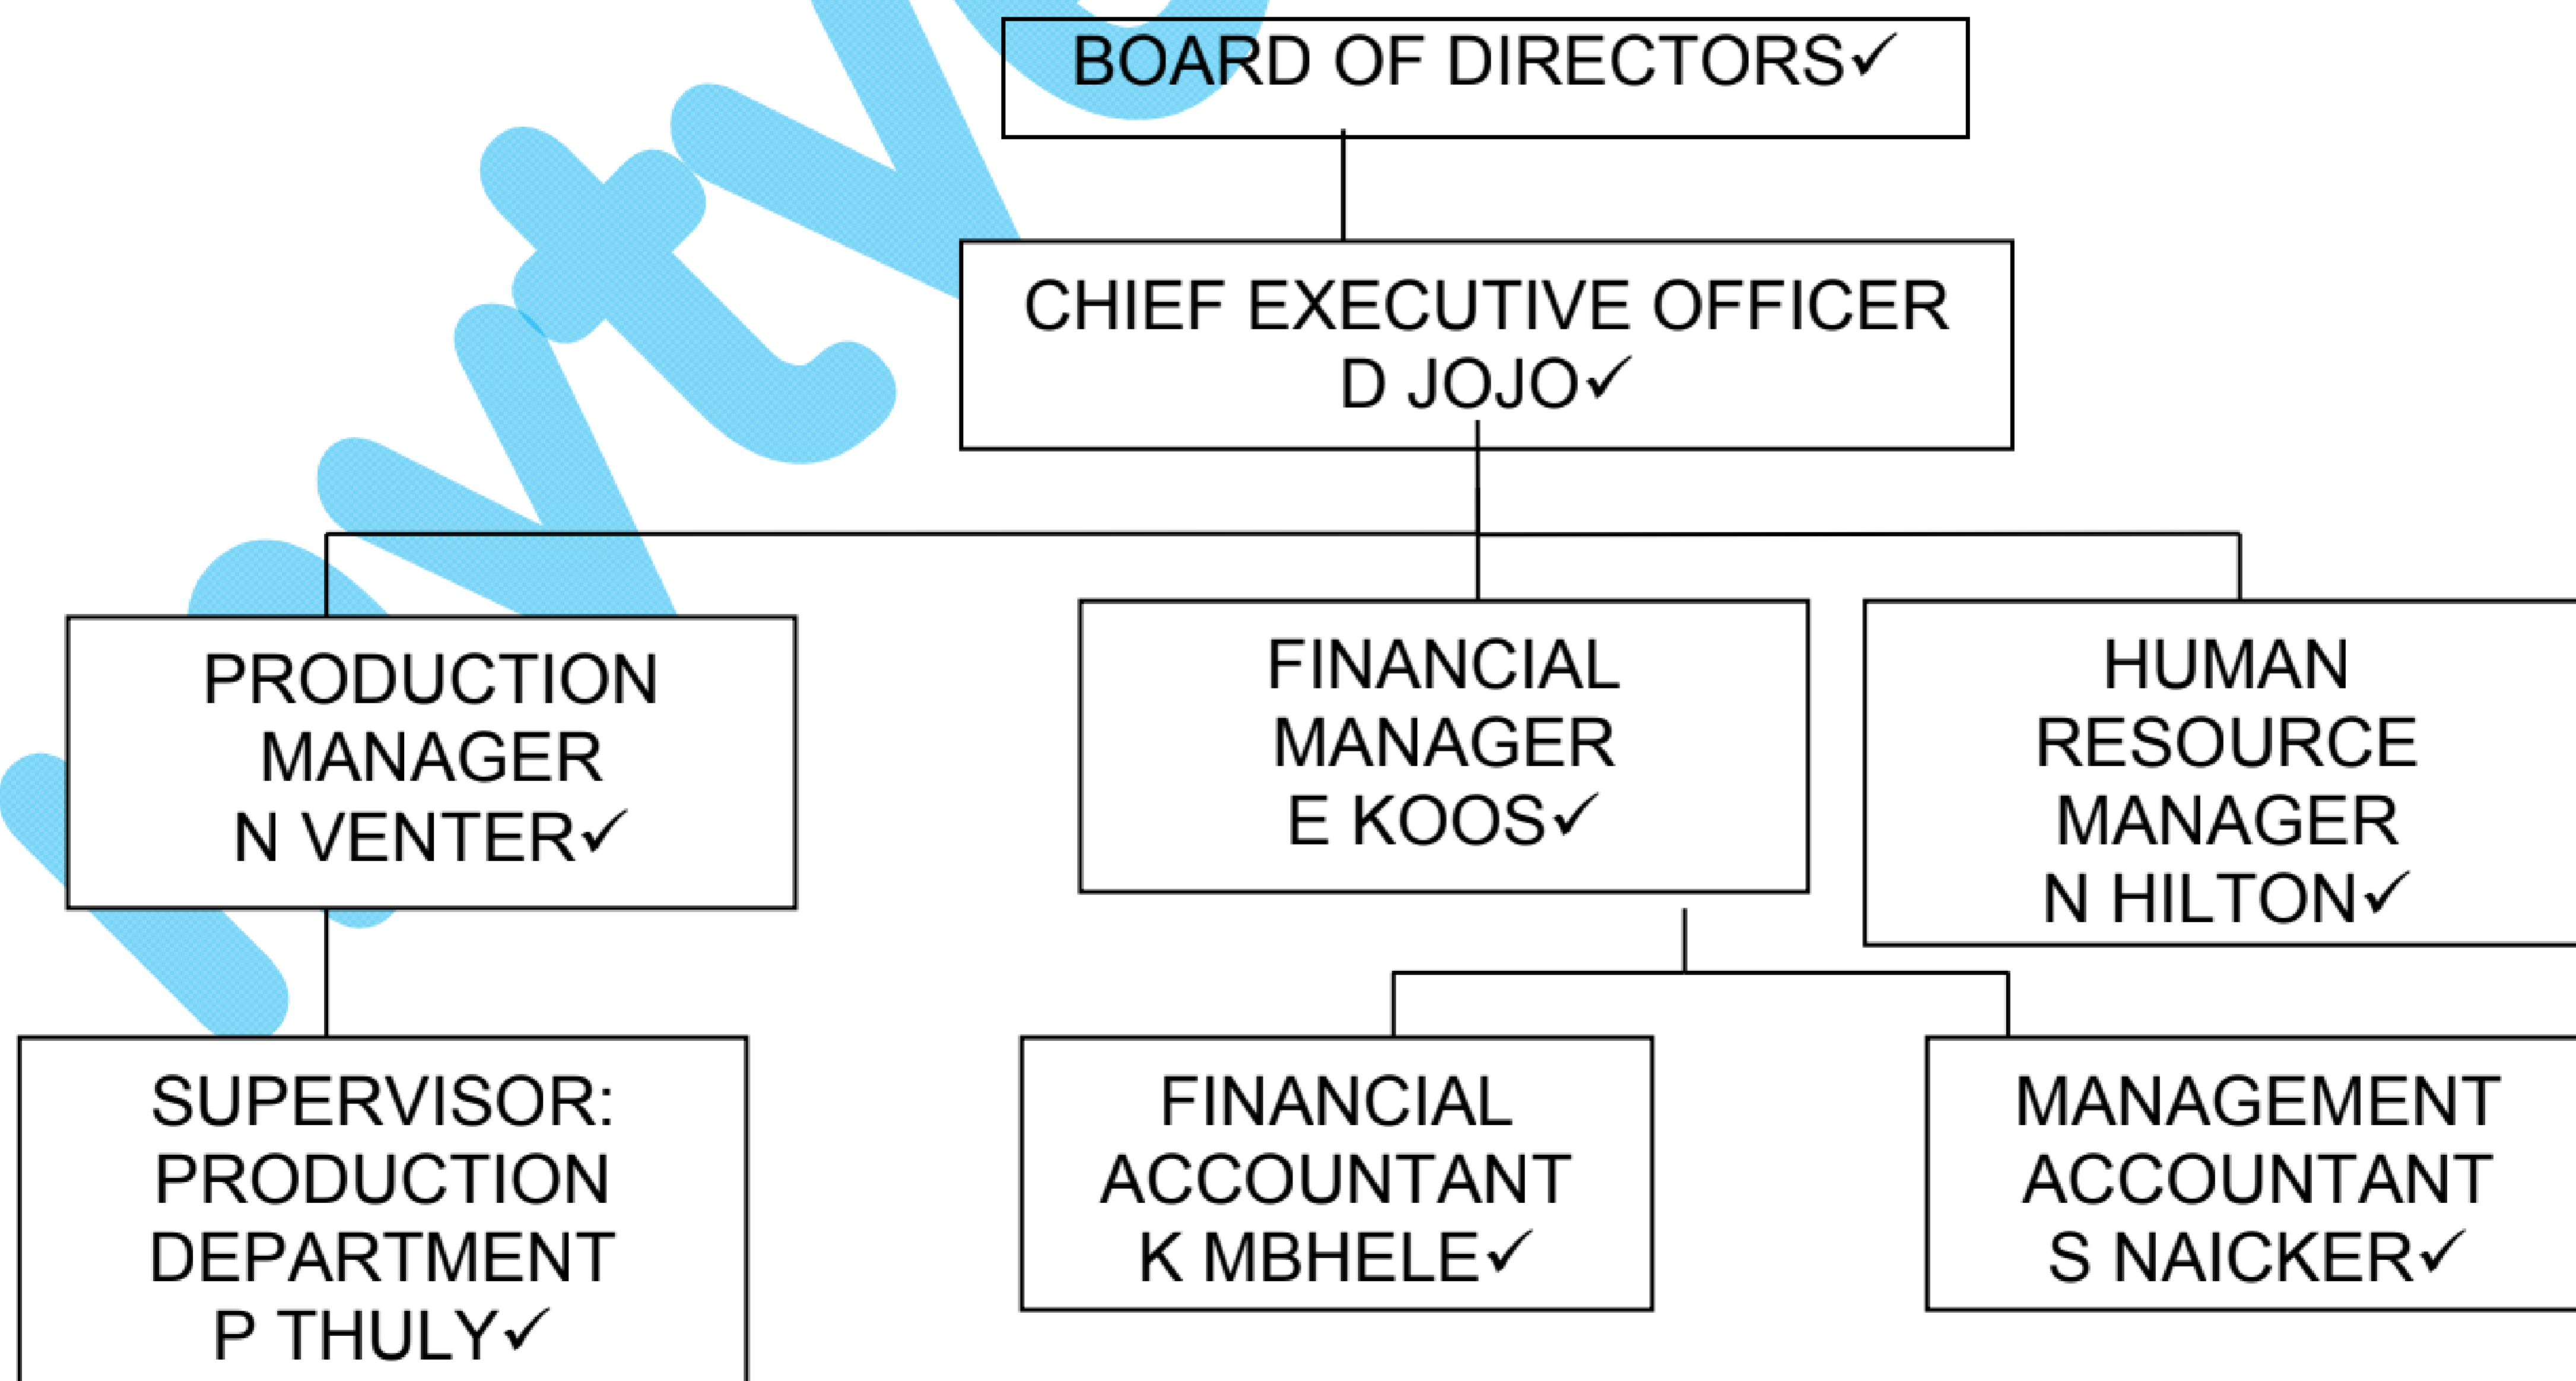 BOARD OF DIRECTORS✓
CHIEF EXECUTIVE OFFICER
D JOJO✓
PRODUCTION
MANAGER
N VENTER✓
FINANCIAL
MANAGER
E KOOS✓
HUMAN
RESOURCE
MANAGER
N HILTON✓
SUPERVISOR:
PRODUCTION
DEPARTMENT
P THULY✓
FINANCIAL
ACCOUNTANT
K MBHELE✓
MANAGEMENT
ACCOUNTANT
S NAICKER✓